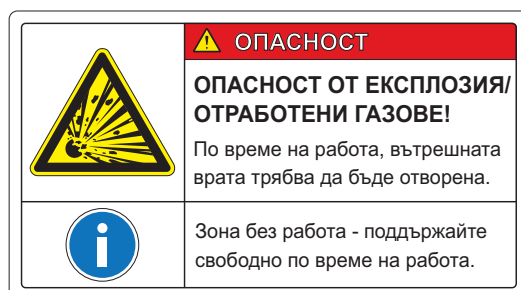 ОПАСНОСТ
ОПАСНОСТ ОТ ЕКСПЛОЗИЯ/
ОТРАБОТЕНИ ГАЗОВЕ!
По време на работа, вътрешната
врата трябва да бъде отворена.
Зона без работа - поддържайте
свободно по време на работа.